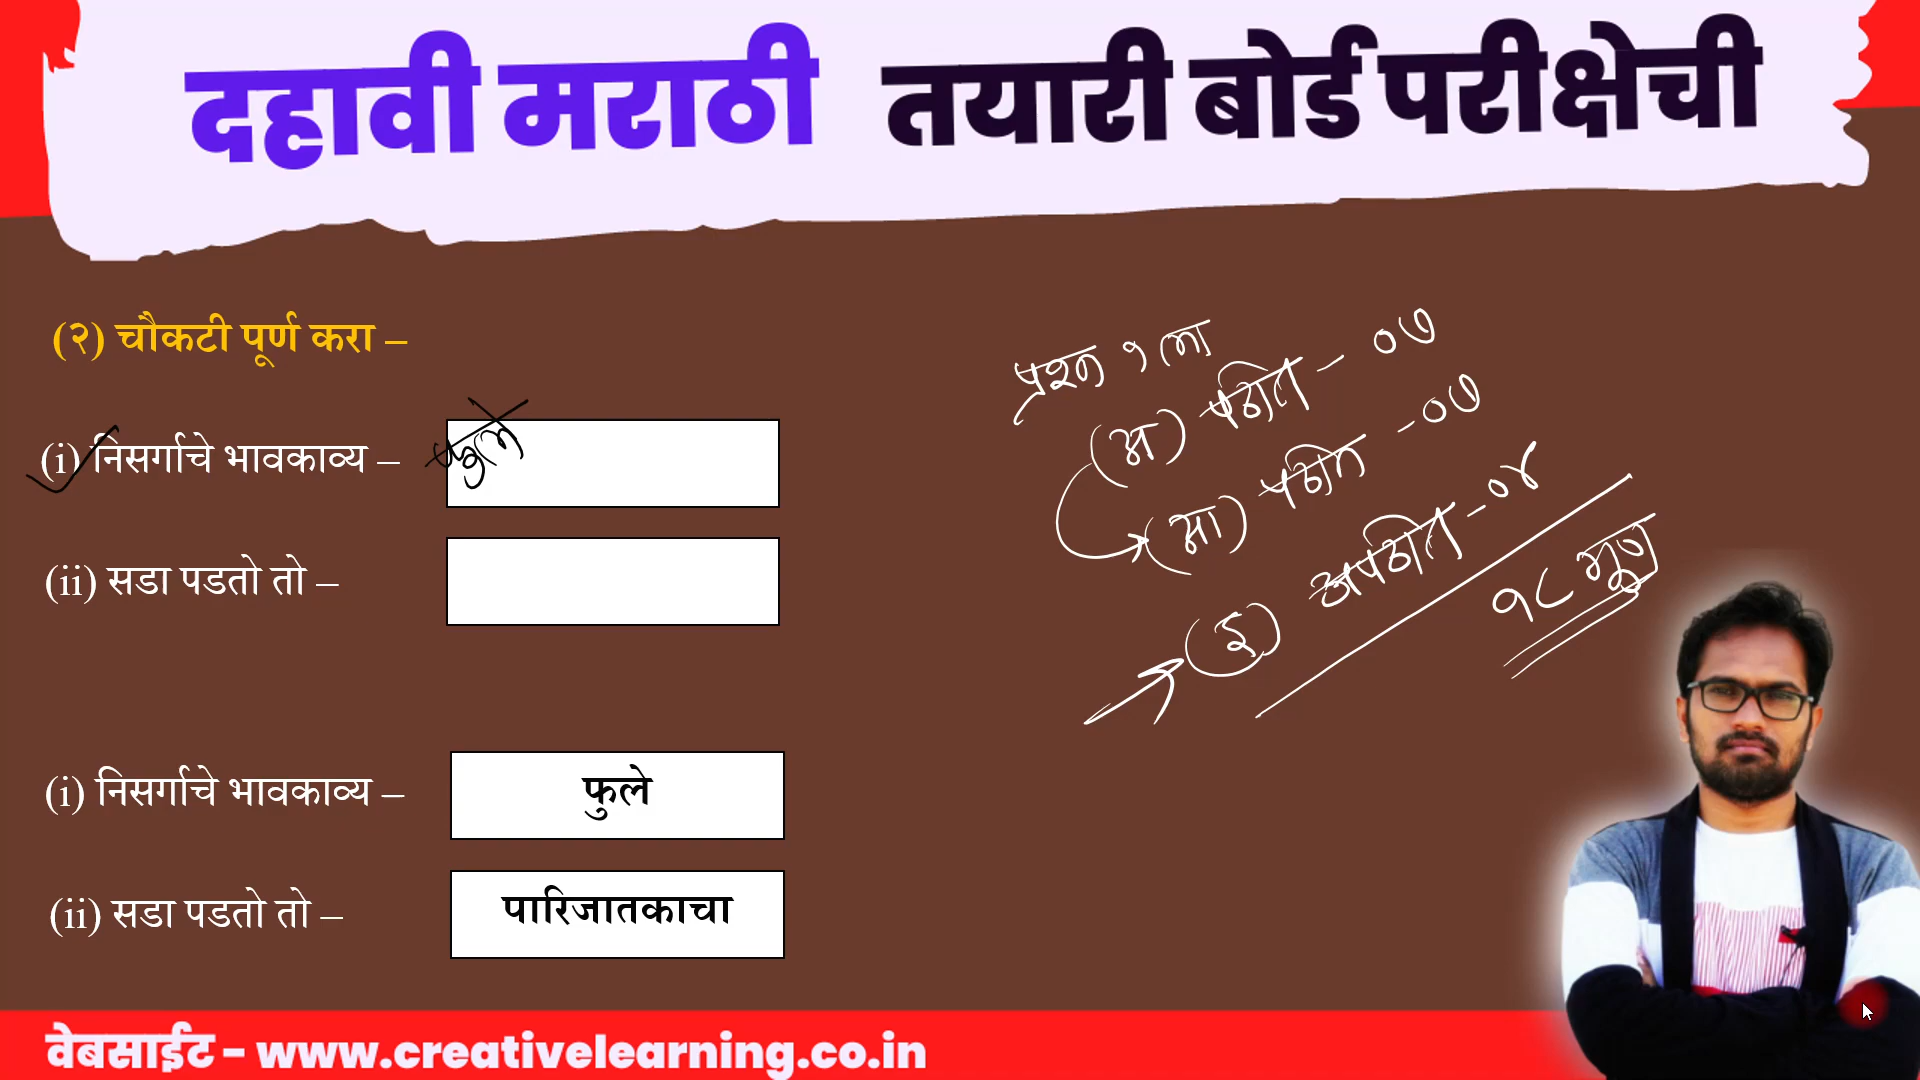 दहावी मराठी तयारी बोर्ड परीक्षेची
(२) चौकटी पूर्ण करा –
(i) निसर्गाचे भावकाव्य – फुले
(ii) सडा पडतो तो –
(i) निसर्गाचे भावकाव्य – फुले
(ii) सडा पडतो तो – पारिजातकाचा
प्रश्न १ला
(अ) पठित – ०७
(आ) पठित – ०७
(इ) अपठित – ०४
१८ गुण
वेबसाईट - www.creativelearning.co.in